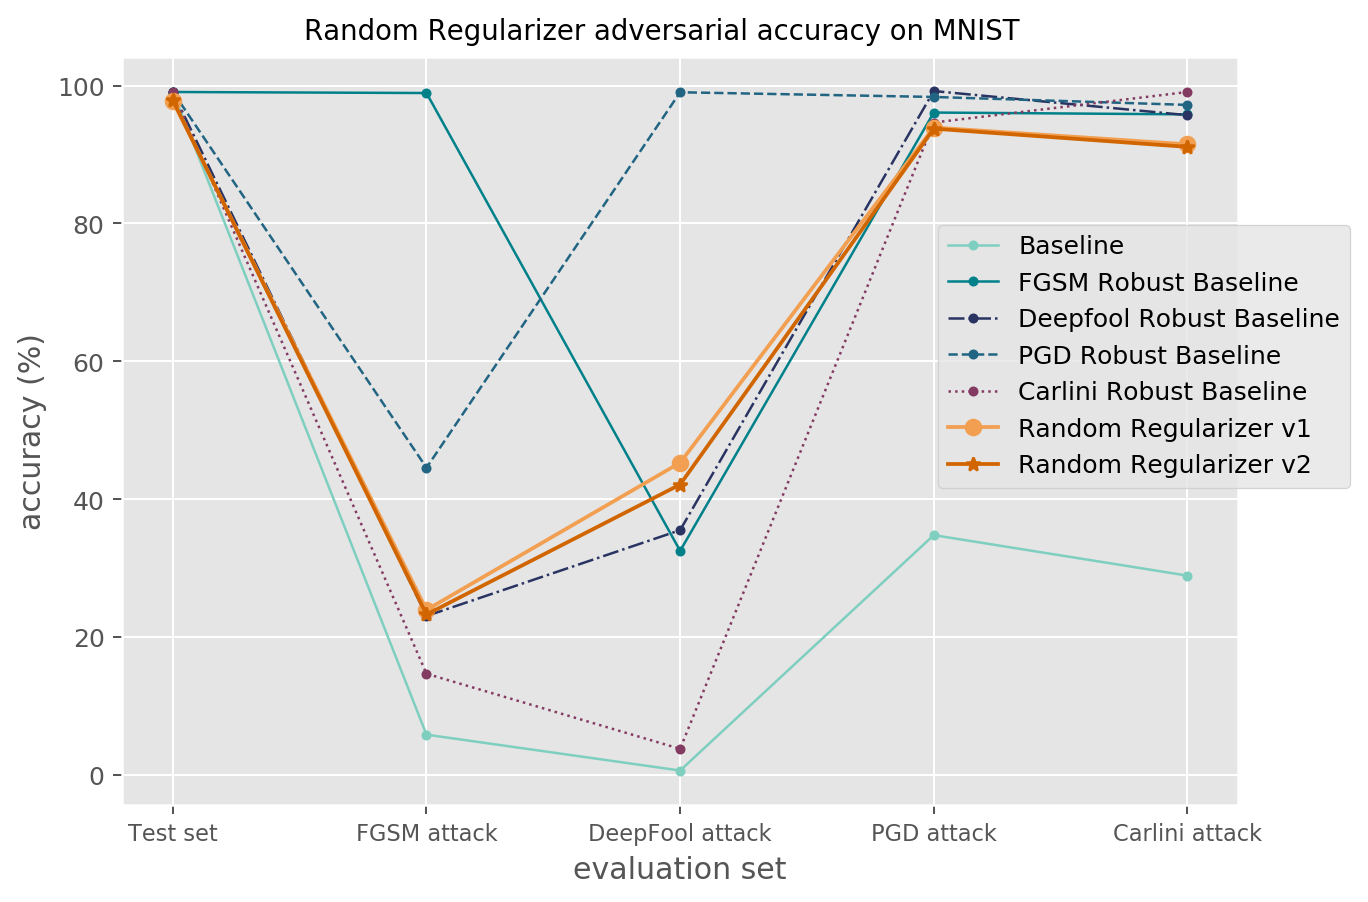 Random Regularizer adversarial accuracy on MNIST
100
80
60
40
20
0
accuracy (%)
Baseline
FGSM Robust Baseline
Deepfool Robust Baseline
PGD Robust Baseline
Carlini Robust Baseline
Random Regularizer v1
Random Regularizer v2
Test set
FGSM attack
DeepFool attack
PGD attack
Carlini attack
evaluation set